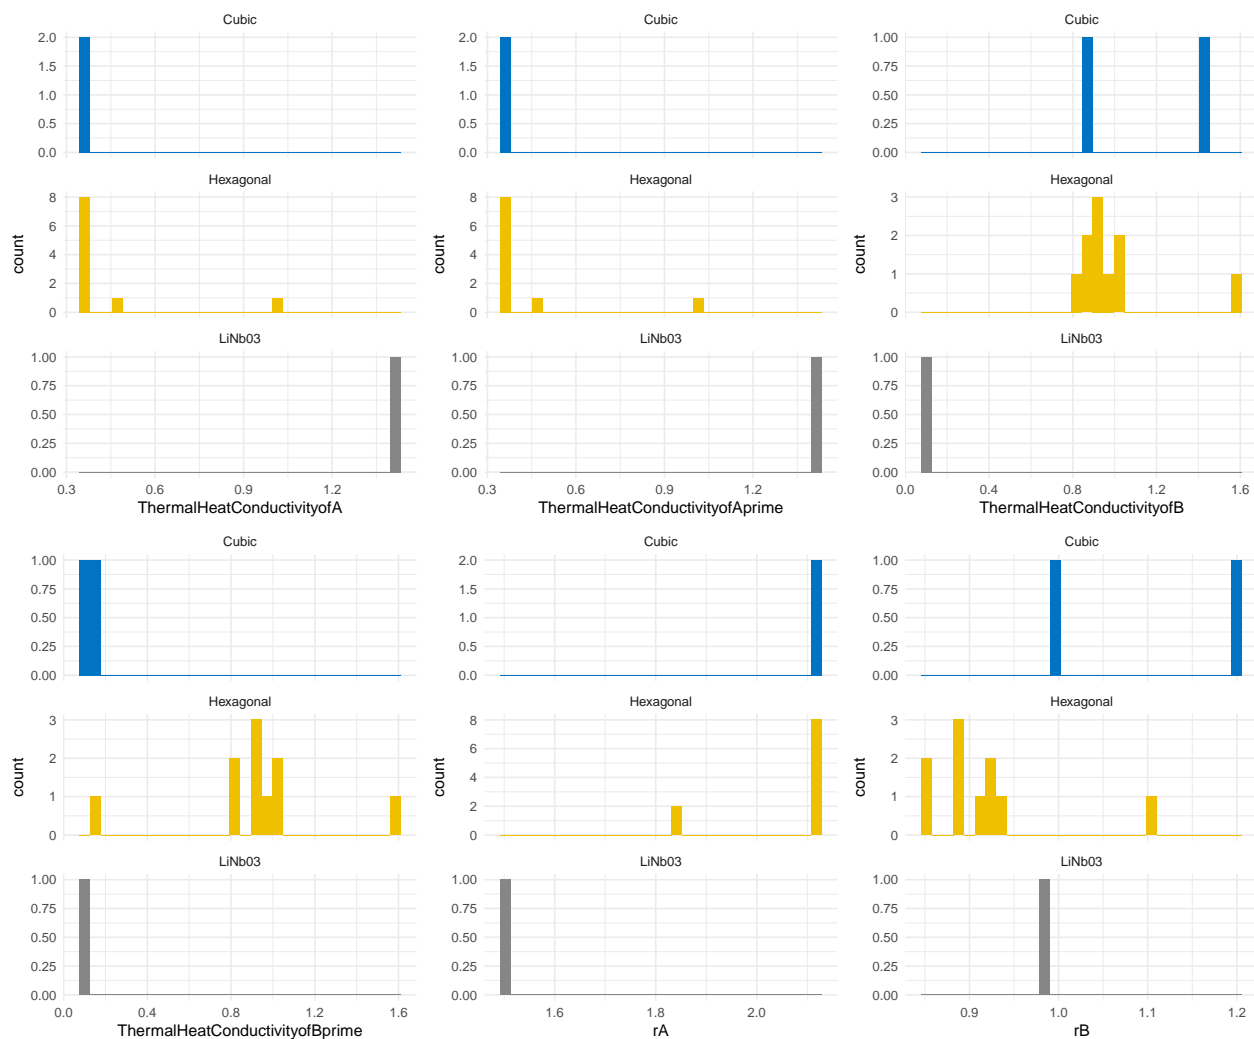 Cubic
2.0
1.5
1.0
0.5
0.0
Hexagonal
8
6
4
2
0
count
LiNb03
1.00
0.75
0.50
0.25
0.00
0.3 0.6 0.9 1.2
ThermalHeatConductivityofA
Cubic
2.0
1.5
1.0
0.5
0.0
Hexagonal
8
6
4
2
0
count
LiNb03
1.00
0.75
0.50
0.25
0.00
0.3 0.6 0.9 1.2
ThermalHeatConductivityofAprime
Cubic
1.00
0.75
0.50
0.25
0.00
Hexagonal
3
2
1
0
count
LiNb03
1.00
0.75
0.50
0.25
0.00
0.0 0.4 0.8 1.2 1.6
ThermalHeatConductivityofB
Cubic
1.00
0.75
0.50
0.25
0.00
Hexagonal
3
2
1
0
count
LiNb03
1.00
0.75
0.50
0.25
0.00
0.0 0.4 0.8 1.2 1.6
ThermalHeatConductivityofBprime
Cubic
2.0
1.5
1.0
0.5
0.0
Hexagonal
8
6
4
2
0
count
LiNb03
1.00
0.75
0.50
0.25
0.00
1.6 1.8 2.0
rA
Cubic
1.00
0.75
0.50
0.25
0.00
Hexagonal
3
2
1
0
count
LiNb03
1.00
0.75
0.50
0.25
0.00
0.9 1.0 1.1 1.2
rB